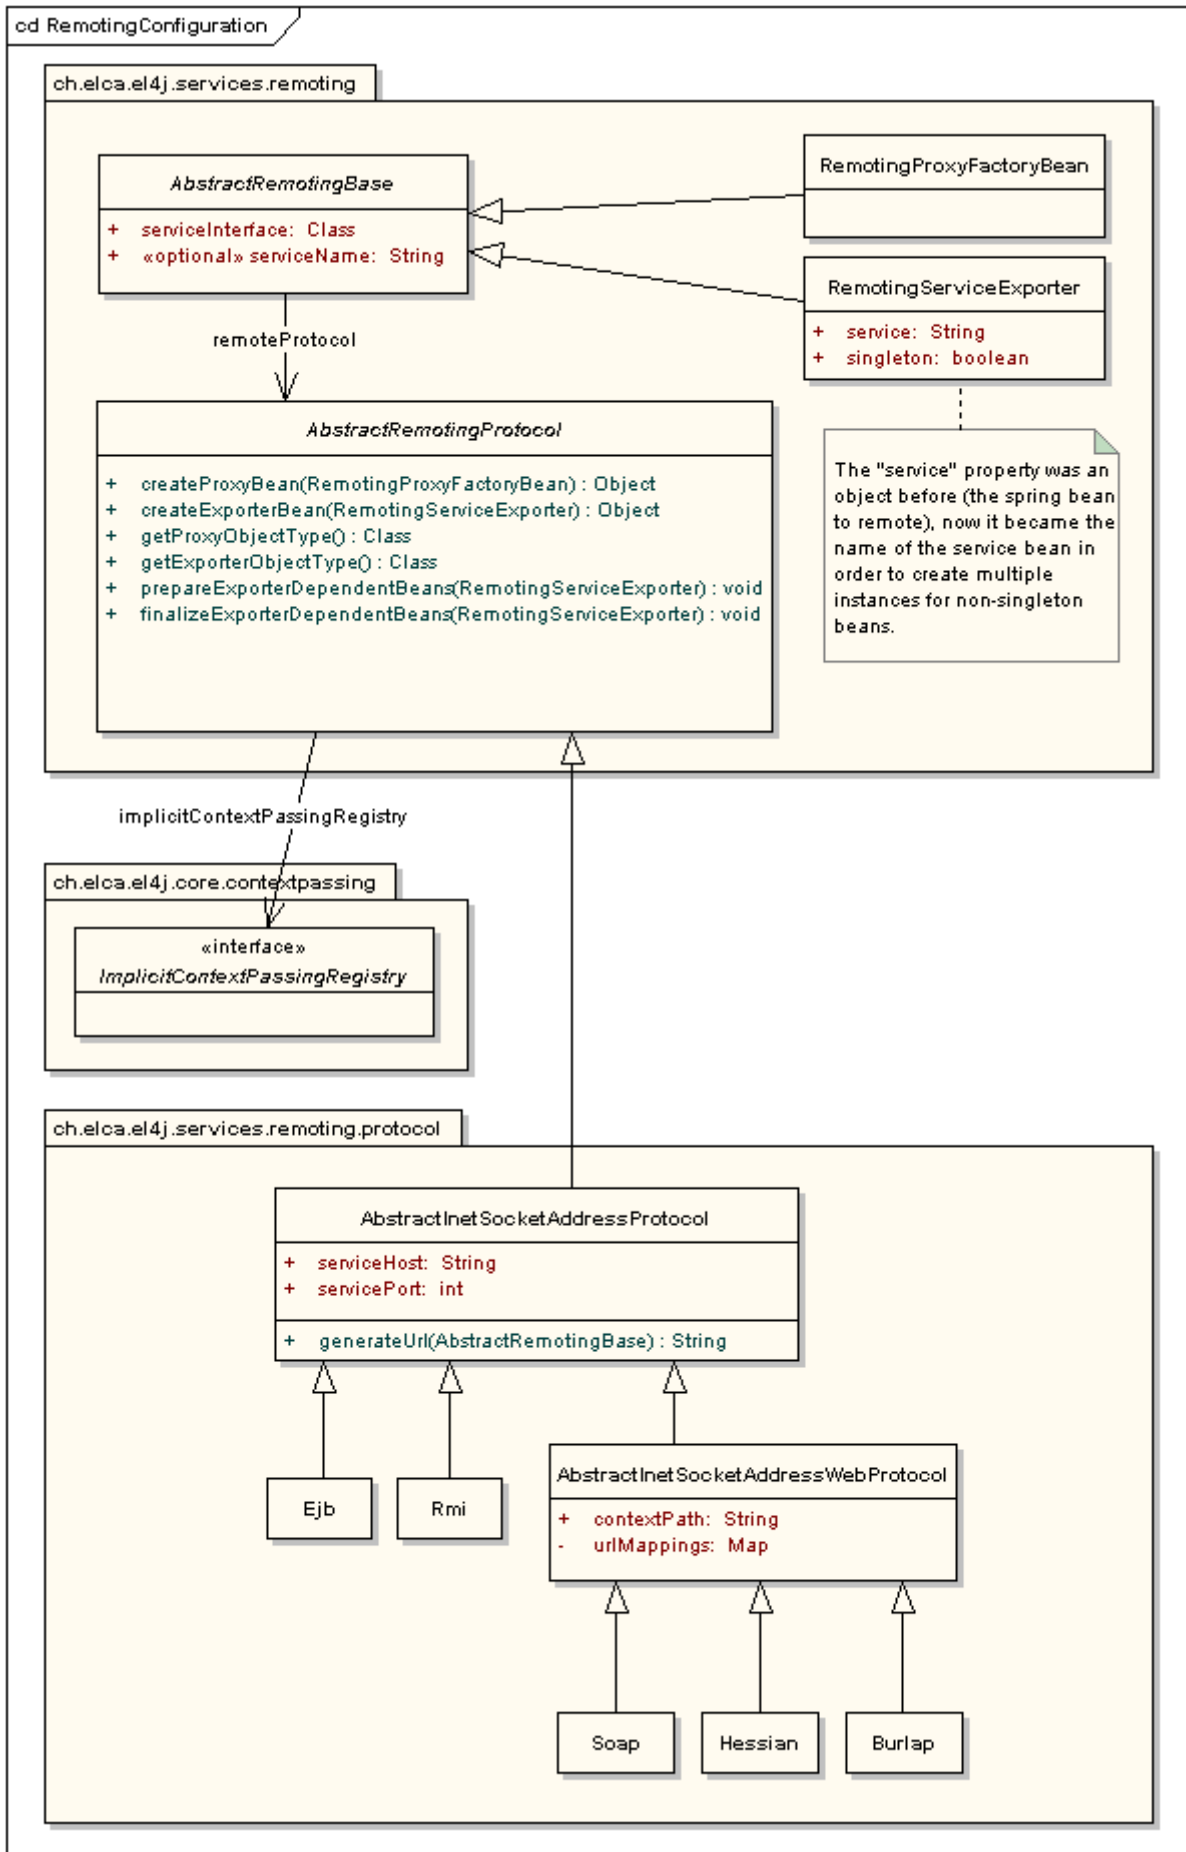 cd RemotingConfiguration
ch.elca.el4j.services.remoting
AbstractRemotingBase
+ serviceInterface: Class
+ «optional» serviceName: String
RemotingProxyFactoryBean
RemotingServiceExporter
+ service: String
+ singleton: boolean
remoteProtocol
AbstractRemotingProtocol
+ createProxyBean(RemotingProxyFactoryBean) : Object
+ createExporterBean(RemotingServiceExporter) : Object
+ getProxyObjectType() : Class
+ getExporterObjectType() : Class
+ prepareExporterDependentBeans(RemotingServiceExporter) : void
+ finalizeExporterDependentBeans(RemotingServiceExporter) : void
The "service" property was an
object before (the spring bean
to remote), now it became the
name of the service bean in
order to create multiple
instances for non-singleton
beans.
implicitContextPassingRegistry
ch.elca.el4j.core.contextpassing
«interface»
ImplicitContextPassingRegistry
ch.elca.el4j.services.remoting.protocol
AbstractInetSocketAddressProtocol
+ serviceHost: String
+ servicePort: int
+ generateUrl(AbstractRemotingBase) : String
Ejb
Rmi
AbstractInetSocketAddressWebProtocol
+ contextPath: String
- urlMappings: Map
Soap
Hessian
Burlap